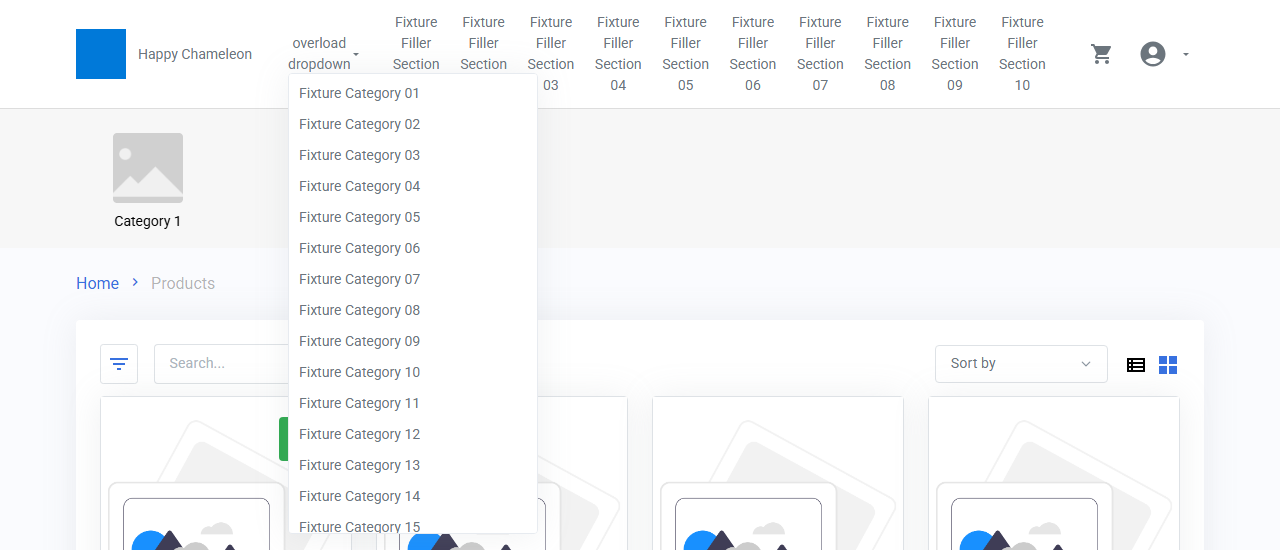 Happy Chameleon
overload
dropdown
Fixture
Filler
Section
Fixture
Filler
Section
Fixture
Filler
Section
03
Fixture
Filler
Section
04
Fixture
Filler
Section
05
Fixture
Filler
Section
06
Fixture
Filler
Section
07
Fixture
Filler
Section
08
Fixture
Filler
Section
09
Fixture
Filler
Section
10
Fixture Category 01
Fixture Category 02
Fixture Category 03
Fixture Category 04
Fixture Category 05
Fixture Category 06
Fixture Category 07
Fixture Category 08
Fixture Category 09
Fixture Category 10
Fixture Category 11
Fixture Category 12
Fixture Category 13
Fixture Category 14
Fixture Category 15
Category 1
Home
Products
Search...
Sort by